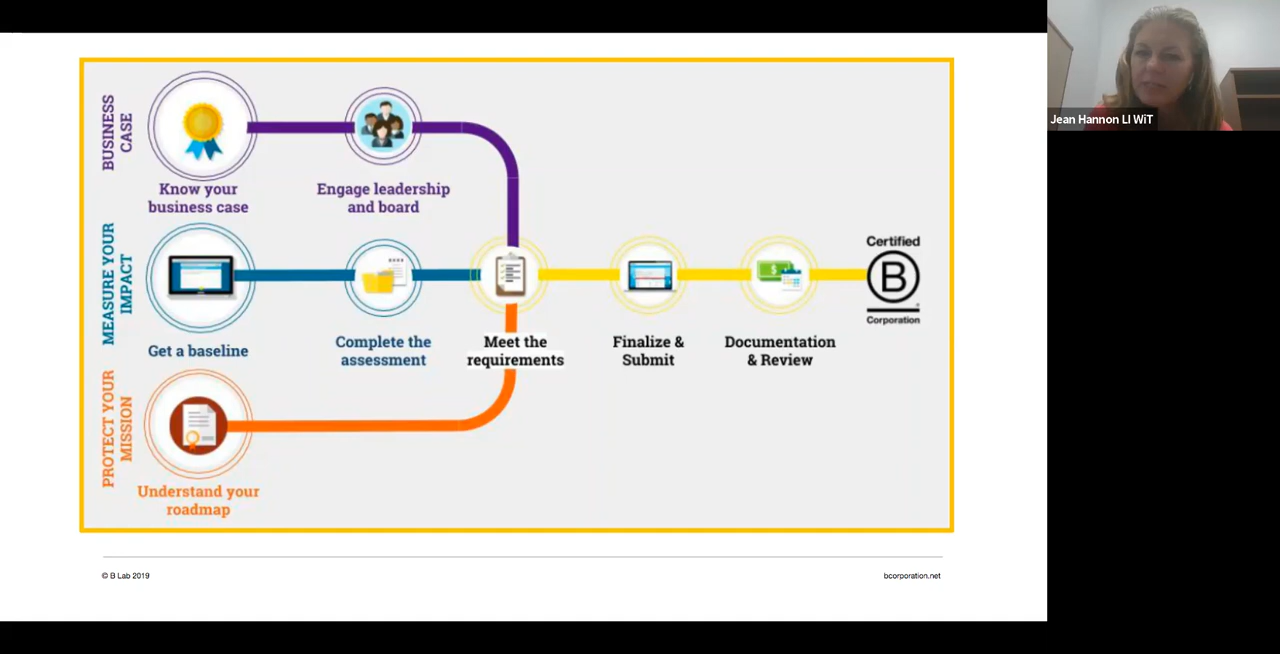 Jean Hannon LI WiT
BUSINESS
CASE
Know your
business case
Engage leadership
and board
MEASURE YOUR
IMPACT
Get a baseline
Complete the
assessment
Meet the
requirements
Finalize &
Submit
Documentation
& Review
Certified
B
Corporation
PROTECT YOUR
MISSION
Understand your
roadmap
© B Lab 2019
bcorporation.net